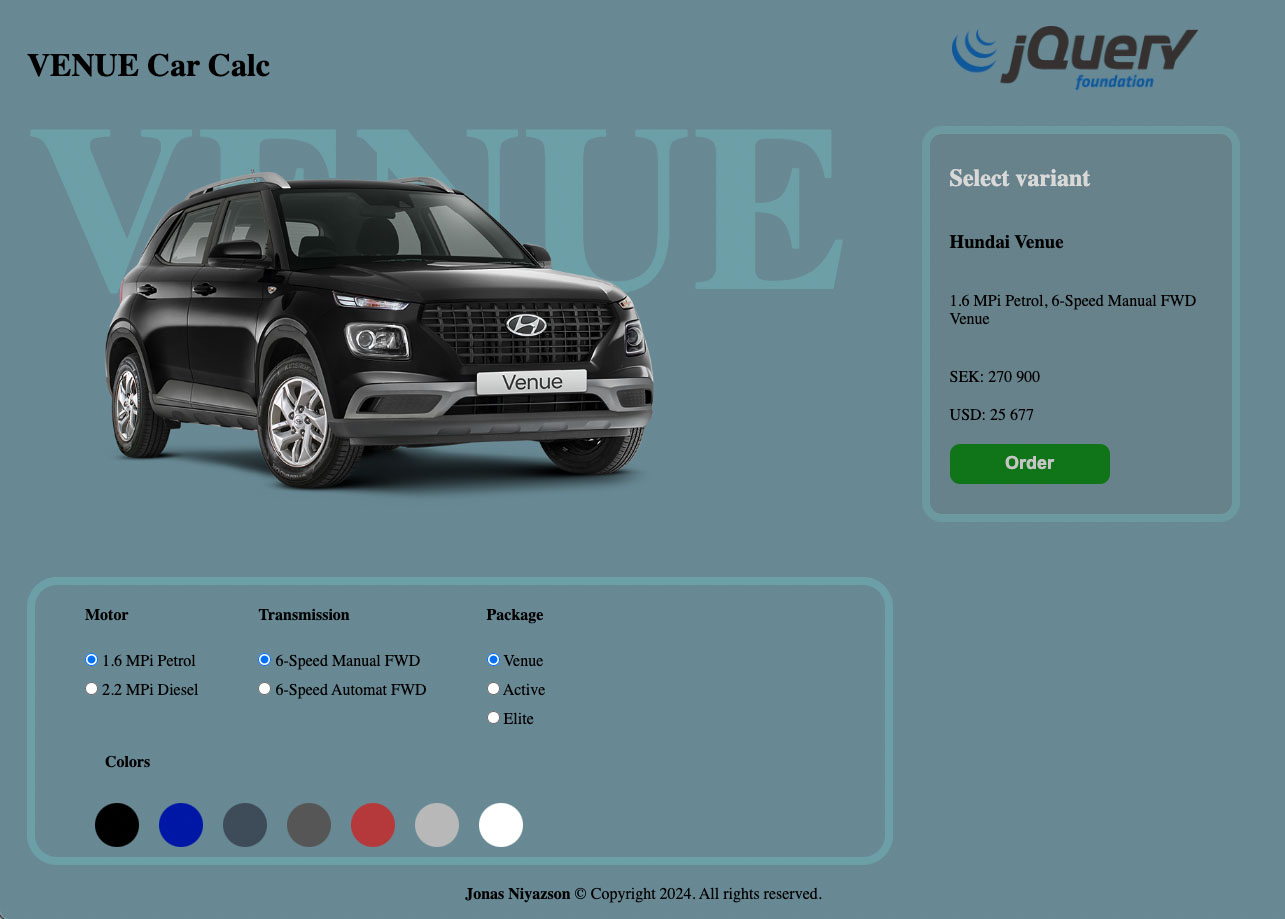 VENUE Car Calc
jQuery
foundation
VENUE
Venue
Select variant
Hundai Venue
1.6 MPi Petrol, 6-Speed Manual FWD
Venue
SEK: 270 900
USD: 25 677
Order
Motor
1.6 MPi Petrol
2.2 MPi Diesel
Transmission
6-Speed Manual FWD
6-Speed Automat FWD
Package
Venue
Active
Elite
Colors
Jonas Niyazson © Copyright 2024. All rights reserved.